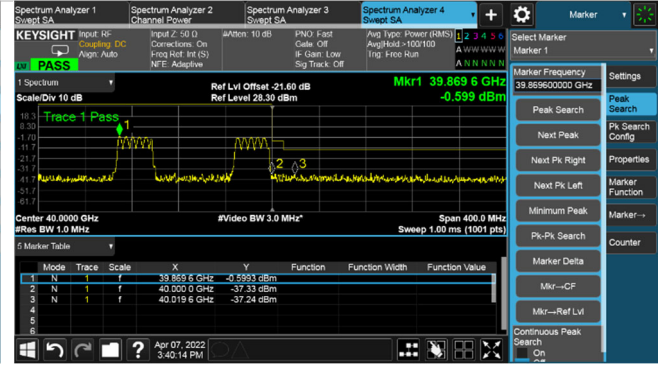 Spectrum Analyzer 1
Swept SA
Spectrum Analyzer 2
Channel Power
Spectrum Analyzer 3
Swept SA
Spectrum Analyzer 4
Swept SA
+
Marker
KEYSIGHT
LXI
PASS
Input: RF
Coupling: DC
Align: Auto
Input Z: 50 Ω
Corrections: On
Freq Ref: Int (S)
NFE: Adaptive
#Atten: 10 dB
PNO: Fast
Gate: Off
IF Gain: Low
Sig Track: Off
Avg Type: Power (RMS)
Avg|Hold:>100/100
Trig: Free Run
1 2 3 4 5 6
A W W W W W
A N N N N N
Select Marker
Marker 1
1 Spectrum
Scale/Div 10 dB
Ref Lvl Offset -21.60 dB
Ref Level 28.30 dBm
Mkr1 39.869 6 GHz
-0.599 dBm
Trace 1 Pass
18.3
8.30
-1.70
-11.7
-21.7
-31.7
-41.7
-51.7
-61.7
1
2
3
Center 40.0000 GHz
#Res BW 1.0 MHz
#Video BW 3.0 MHz*
Span 400.0 MHz
Sweep 1.00 ms (1001 pts)
5 Marker Table
Mode Trace Scale X Y Function Function Width Function Value
1 N 1 f 39.869 6 GHz -0.5993 dBm
2 N 1 f 40.000 0 GHz -37.33 dBm
3 N 1 f 40.019 6 GHz -37.24 dBm
4
5
6
Apr 07, 2022
3:40:14 PM
Marker Frequency
39.869600000 GHz
Peak Search
Next Peak
Next Pk Right
Next Pk Left
Minimum Peak
Pk-Pk Search
Marker Delta
Mkr→CF
Mkr→Ref Lvl
Continuous Peak
Search
On
Off
Settings
Peak
Search
Pk Search
Config
Properties
Marker
Function
Marker→
Counter